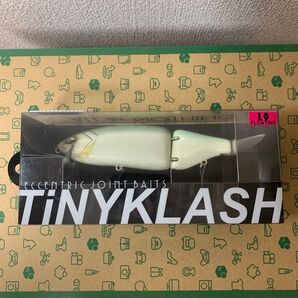 LO
FLOATING
ECCENTRIC JOINT BAITS
TiNYKLASH